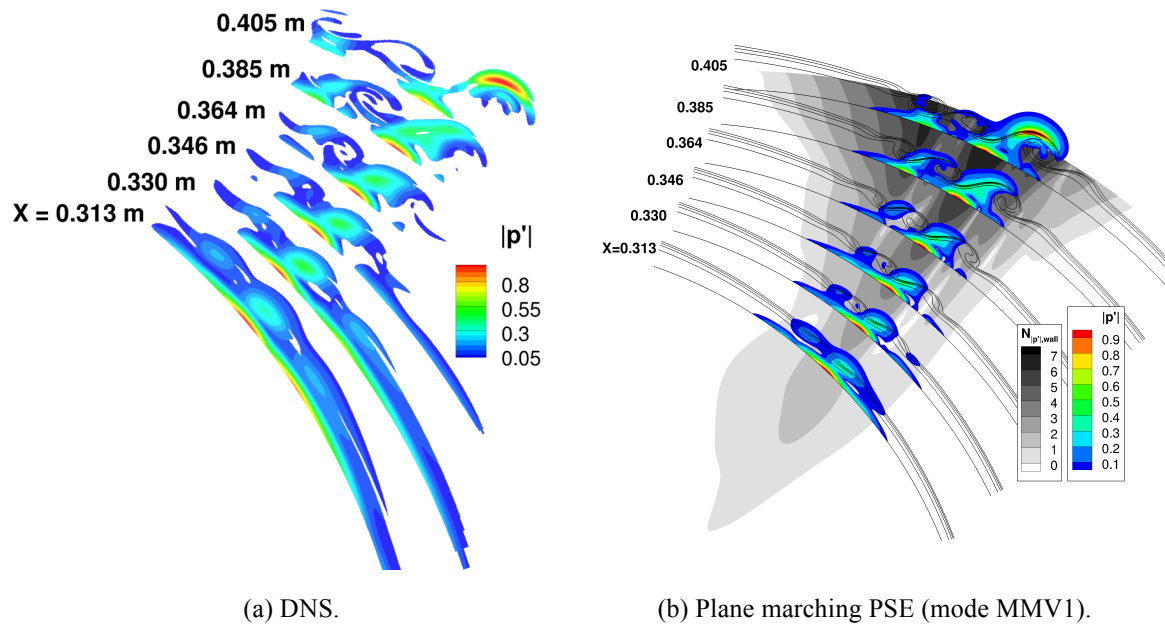 0.405 m
0.385 m
0.364 m
0.346 m
0.330 m
X = 0.313 m
|p'|
0.8
0.55
0.3
0.05
(a) DNS.
0.405
0.385
0.364
0.346
0.330
X=0.313
N|p'|,wall
7
6
5
4
3
2
1
0
|p'|
0.9
0.8
0.7
0.6
0.5
0.4
0.3
0.2
0.1
(b) Plane marching PSE (mode MMV1).